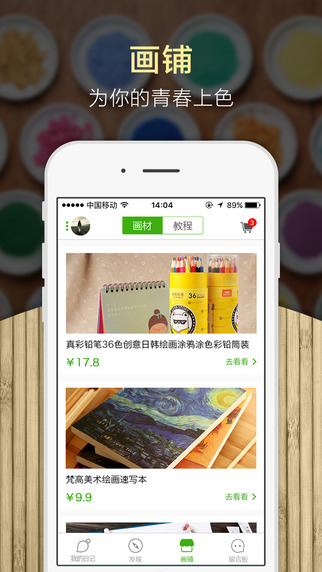 画铺
为你的青春上色
中国移动
14:04
89%
画材
教程
3
36
真彩铅笔36色创意日韩绘画涂鸦涂色彩铅筒装
¥17.8
去看看
梵高美术绘画速写本
¥9.9
去看看
我的日记
发现
画铺
留言板